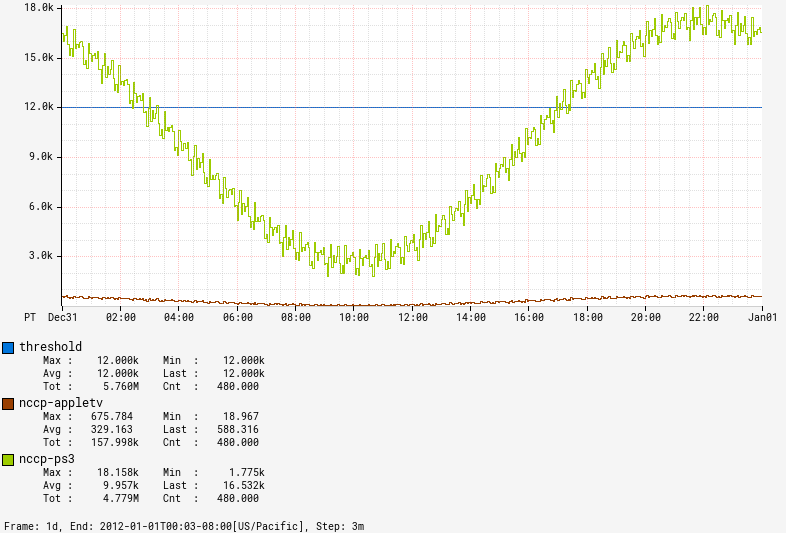 18.0k
15.0k
12.0k
9.0k
6.0k
3.0k
PT Dec31 02:00 04:00 06:00 08:00 10:00 12:00 14:00 16:00 18:00 20:00 22:00 Jan01
threshold
Max : 12.000k Min : 12.000k
Avg : 12.000k Last : 12.000k
Tot : 5.760M Cnt : 480.000
nccp-appletv
Max : 675.784 Min : 18.967
Avg : 329.163 Last : 588.316
Tot : 157.998k Cnt : 480.000
nccp-ps3
Max : 18.158k Min : 1.775k
Avg : 9.957k Last : 16.532k
Tot : 4.779M Cnt : 480.000
Frame: 1d, End: 2012-01-01T00:03-08:00[US/Pacific], Step: 3m